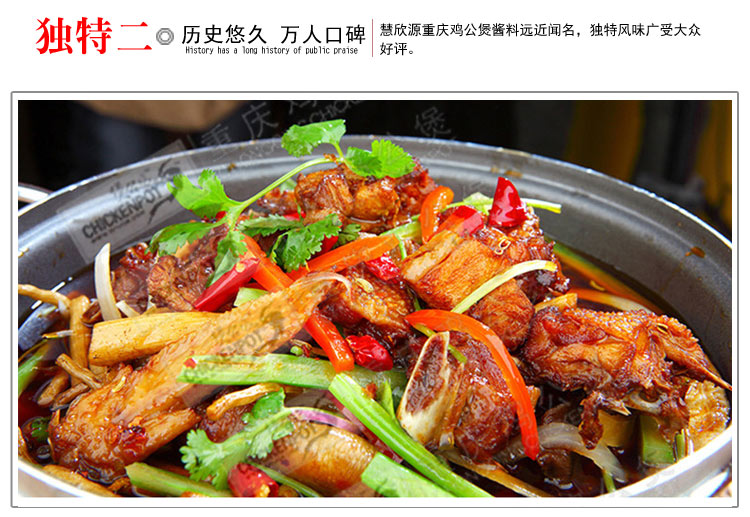 独特二
历史悠久 万人口碑
History has a long history of public praise
慧欣源重庆鸡公煲酱料远近闻名，独特风味广受大众
好评。
重庆鸡公煲
CHICKENPOT